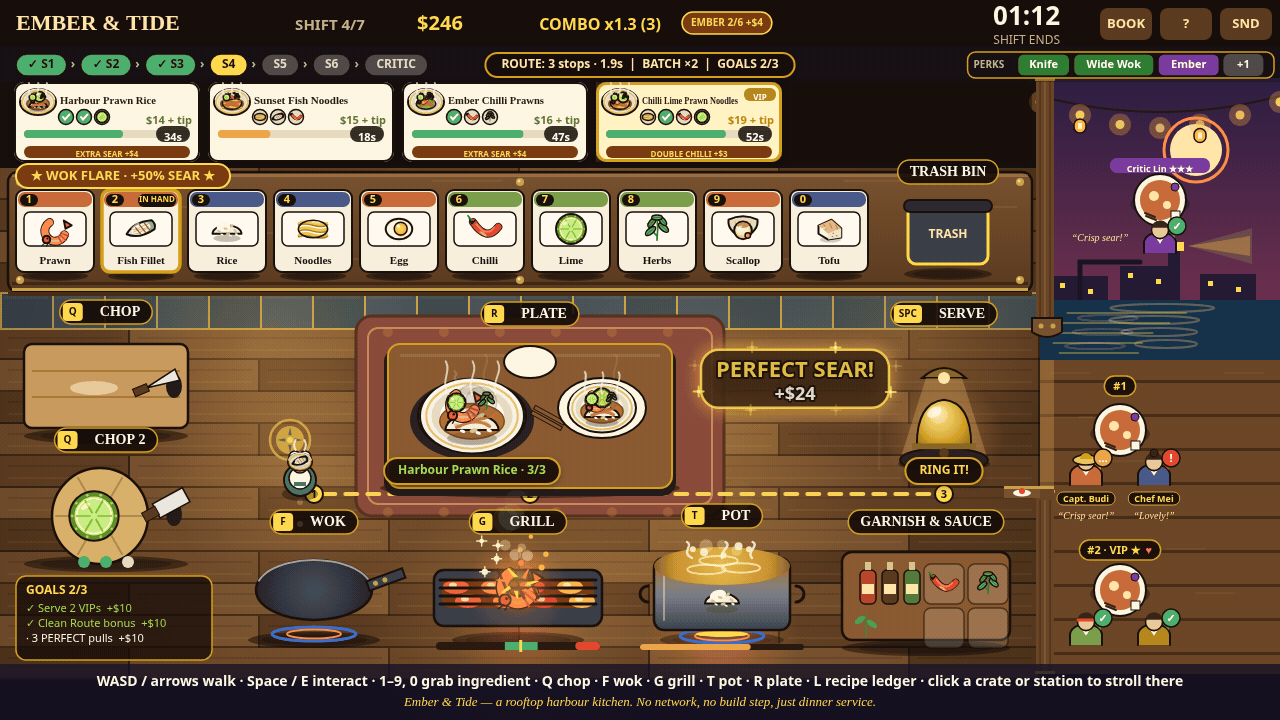 EMBER & TIDE
SHIFT 4/7
$246
COMBO x1.3 (3)
EMBER 2/6 +$4
01:12
SHIFT ENDS
BOOK
?
SND
✓ S1 › ✓ S2 › ✓ S3 › S4 › S5 › S6 › CRITIC
ROUTE: 3 stops · 1.9s | BATCH ×2 | GOALS 2/3
PERKS Knife Wide Wok Ember +1
Harbour Prawn Rice
$14 + tip
34s
EXTRA SEAR +$4
Sunset Fish Noodles
$15 + tip
18s
Ember Chilli Prawns
$16 + tip
47s
EXTRA SEAR +$4
Chilli Lime Prawn Noodles
VIP
$19 + tip
52s
DOUBLE CHILLI +$3
★ WOK FLARE · +50% SEAR ★
TRASH BIN
1
Prawn
2 IN HAND
Fish Fillet
3
Rice
4
Noodles
5
Egg
6
Chilli
7
Lime
8
Herbs
9
Scallop
0
Tofu
TRASH
Critic Lin ★★★
“Crisp sear!”
Q CHOP
R PLATE
SPC SERVE
PERFECT SEAR!
+$24
Q CHOP 2
Harbour Prawn Rice · 3/3
RING IT!
3
F WOK
G GRILL
T POT
GARNISH & SAUCE
#1
...
!
Capt. Budi
Chef Mei
“Crisp sear!”
“Lovely!”
#2 · VIP ★ ♥
GOALS 2/3
✓ Serve 2 VIPs +$10
✓ Clean Route bonus +$10
· 3 PERFECT pulls +$10
WASD / arrows walk · Space / E interact · 1–9, 0 grab ingredient · Q chop · F wok · G grill · T pot · R plate · L recipe ledger · click a crate or station to stroll there
Ember & Tide — a rooftop harbour kitchen. No network, no build step, just dinner service.